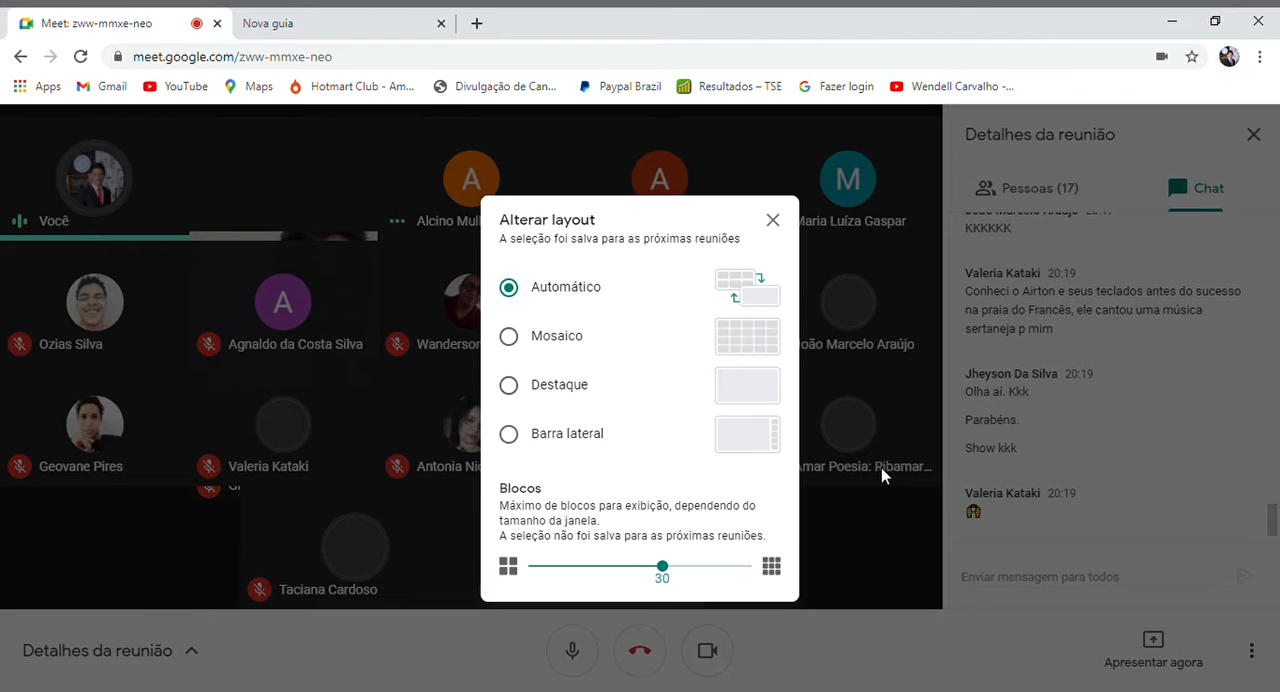 Meet: zww-mmxe-neo
Nova guia
meet.google.com/zww-mmxe-neo
Apps
Gmail
YouTube
Maps
Hotmart Club - Am...
Divulgação de Can...
Paypal Brazil
Resultados – TSE
Fazer login
Wendell Carvalho -...
Você
A
Alcino
A
M
Maria Luíza Gaspar
Ozias Silva
A
Agnaldo da Costa Silva
Wanderson
João Marcelo Araújo
Geovane Pires
Valeria Kataki
Antonia
Amar Poesia: Ribamar...
Taciana Cardoso
Alterar layout
A seleção foi salva para as próximas reuniões
Automático
Mosaico
Destaque
Barra lateral
Blocos
Máximo de blocos para exibição, dependendo do
tamanho da janela.
A seleção não foi salva para as próximas reuniões.
30
Detalhes da reunião
Pessoas (17)
Chat
João Marcelo Araújo 20:19
KKKKKK
Valeria Kataki 20:19
Conheci o Airton e seus teclados antes do sucesso
na praia do Francês, ele cantou uma música
sertaneja p mim
Jheyson Da Silva 20:19
Olha aí. Kkk
Parabéns.
Show kkk
Valeria Kataki 20:19
Enviar mensagem para todos
Detalhes da reunião
Apresentar agora